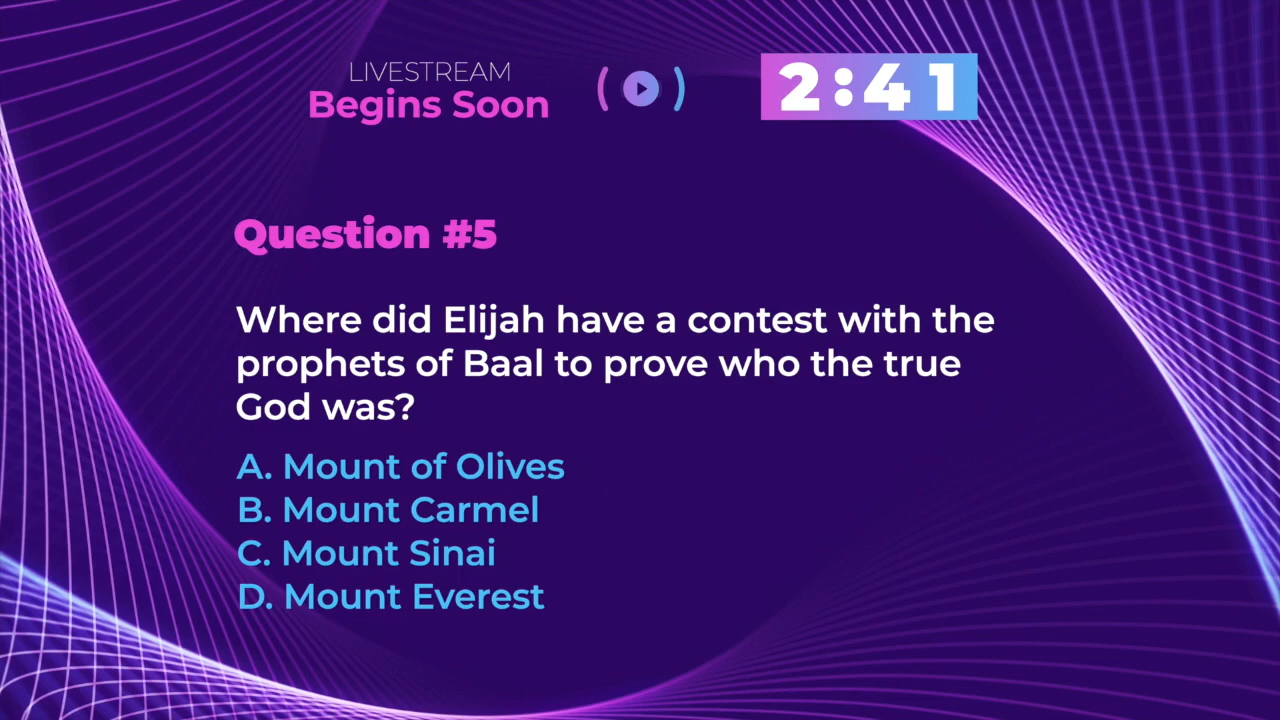 LIVESTREAM
Begins Soon
2:41
Question #5
Where did Elijah have a contest with the
prophets of Baal to prove who the true
God was?
A. Mount of Olives
B. Mount Carmel
C. Mount Sinai
D. Mount Everest